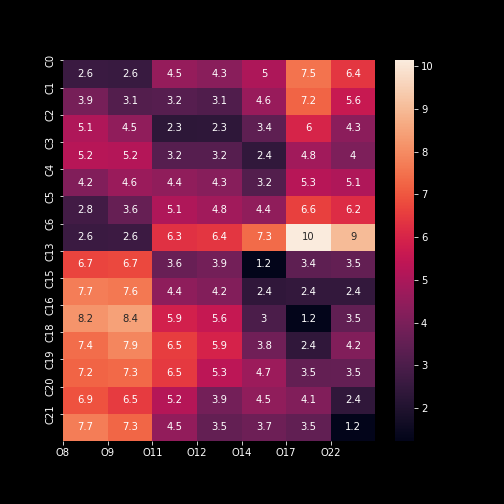 C0 2.6 2.6 4.5 4.3 5 7.5 6.4
C1 3.9 3.1 3.2 3.1 4.6 7.2 5.6
C2 5.1 4.5 2.3 2.3 3.4 6 4.3
C3 5.2 5.2 3.2 3.2 2.4 4.8 4
C4 4.2 4.6 4.4 4.3 3.2 5.3 5.1
C5 2.8 3.6 5.1 4.8 4.4 6.6 6.2
C6 2.6 2.6 6.3 6.4 7.3 10 9
C13 6.7 6.7 3.6 3.9 1.2 3.4 3.5
C15 7.7 7.6 4.4 4.2 2.4 2.4 2.4
C16 8.2 8.4 5.9 5.6 3 1.2 3.5
C18 7.4 7.9 6.5 5.9 3.8 2.4 4.2
C19 7.2 7.3 6.5 5.3 4.7 3.5 3.5
C20 6.9 6.5 5.2 3.9 4.5 4.1 2.4
C21 7.7 7.3 4.5 3.5 3.7 3.5 1.2
O8 O9 O11 O12 O14 O17 O22
10
9
8
7
6
5
4
3
2